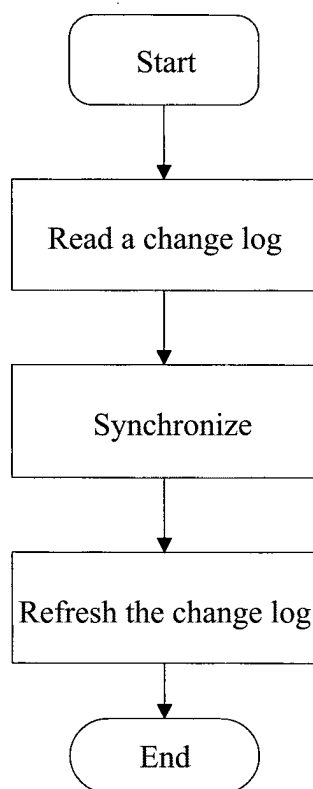 Start
Read a change log
Synchronize
Refresh the change log
End